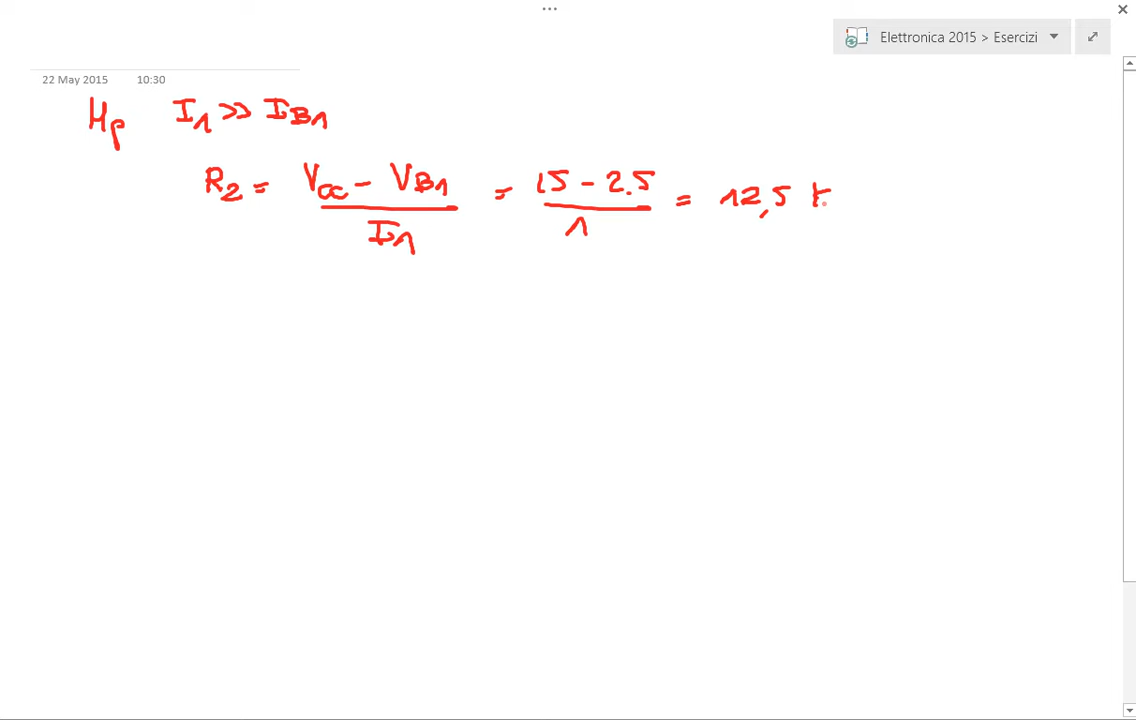 Elettronica 2015 > Esercizi
22 May 2015 10:30
Hp I1 >> IB1
R2 = (VCC - VB1) / I1 = (15 - 2.5) / 1 = 12,5 k